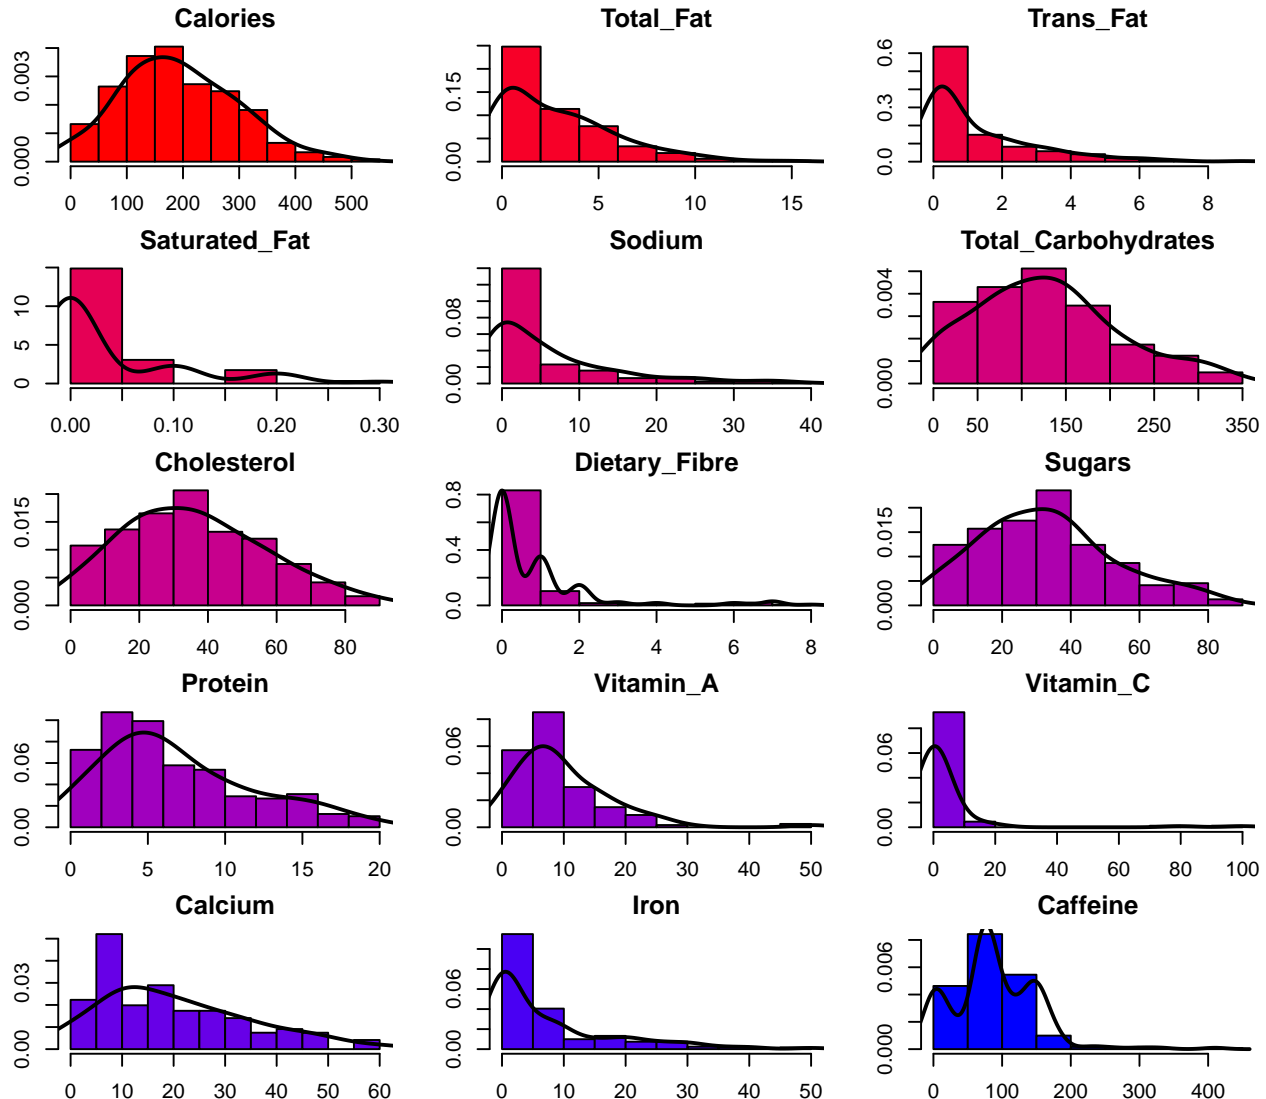 Calories
Total_Fat
Trans_Fat
0.000 0.003
0 100 200 300 400 500
0.00 0.15
0 5 10 15
0.0 0.3 0.6
0 2 4 6 8
Saturated_Fat
Sodium
Total_Carbohydrates
0 5 10
0.00 0.10 0.20 0.30
0.00 0.08
0 10 20 30 40
0.000 0.004
0 50 150 250 350
Cholesterol
Dietary_Fibre
Sugars
0.000 0.015
0 20 40 60 80
0.0 0.4 0.8
0 2 4 6 8
0.000 0.015
0 20 40 60 80
Protein
Vitamin_A
Vitamin_C
0.00 0.06
0 5 10 15 20
0.00 0.06
0 10 20 30 40 50
0.00 0.06
0 20 40 60 80 100
Calcium
Iron
Caffeine
0.00 0.03
0 10 20 30 40 50 60
0.00 0.06
0 10 20 30 40 50
0.000 0.006
0 100 200 300 400